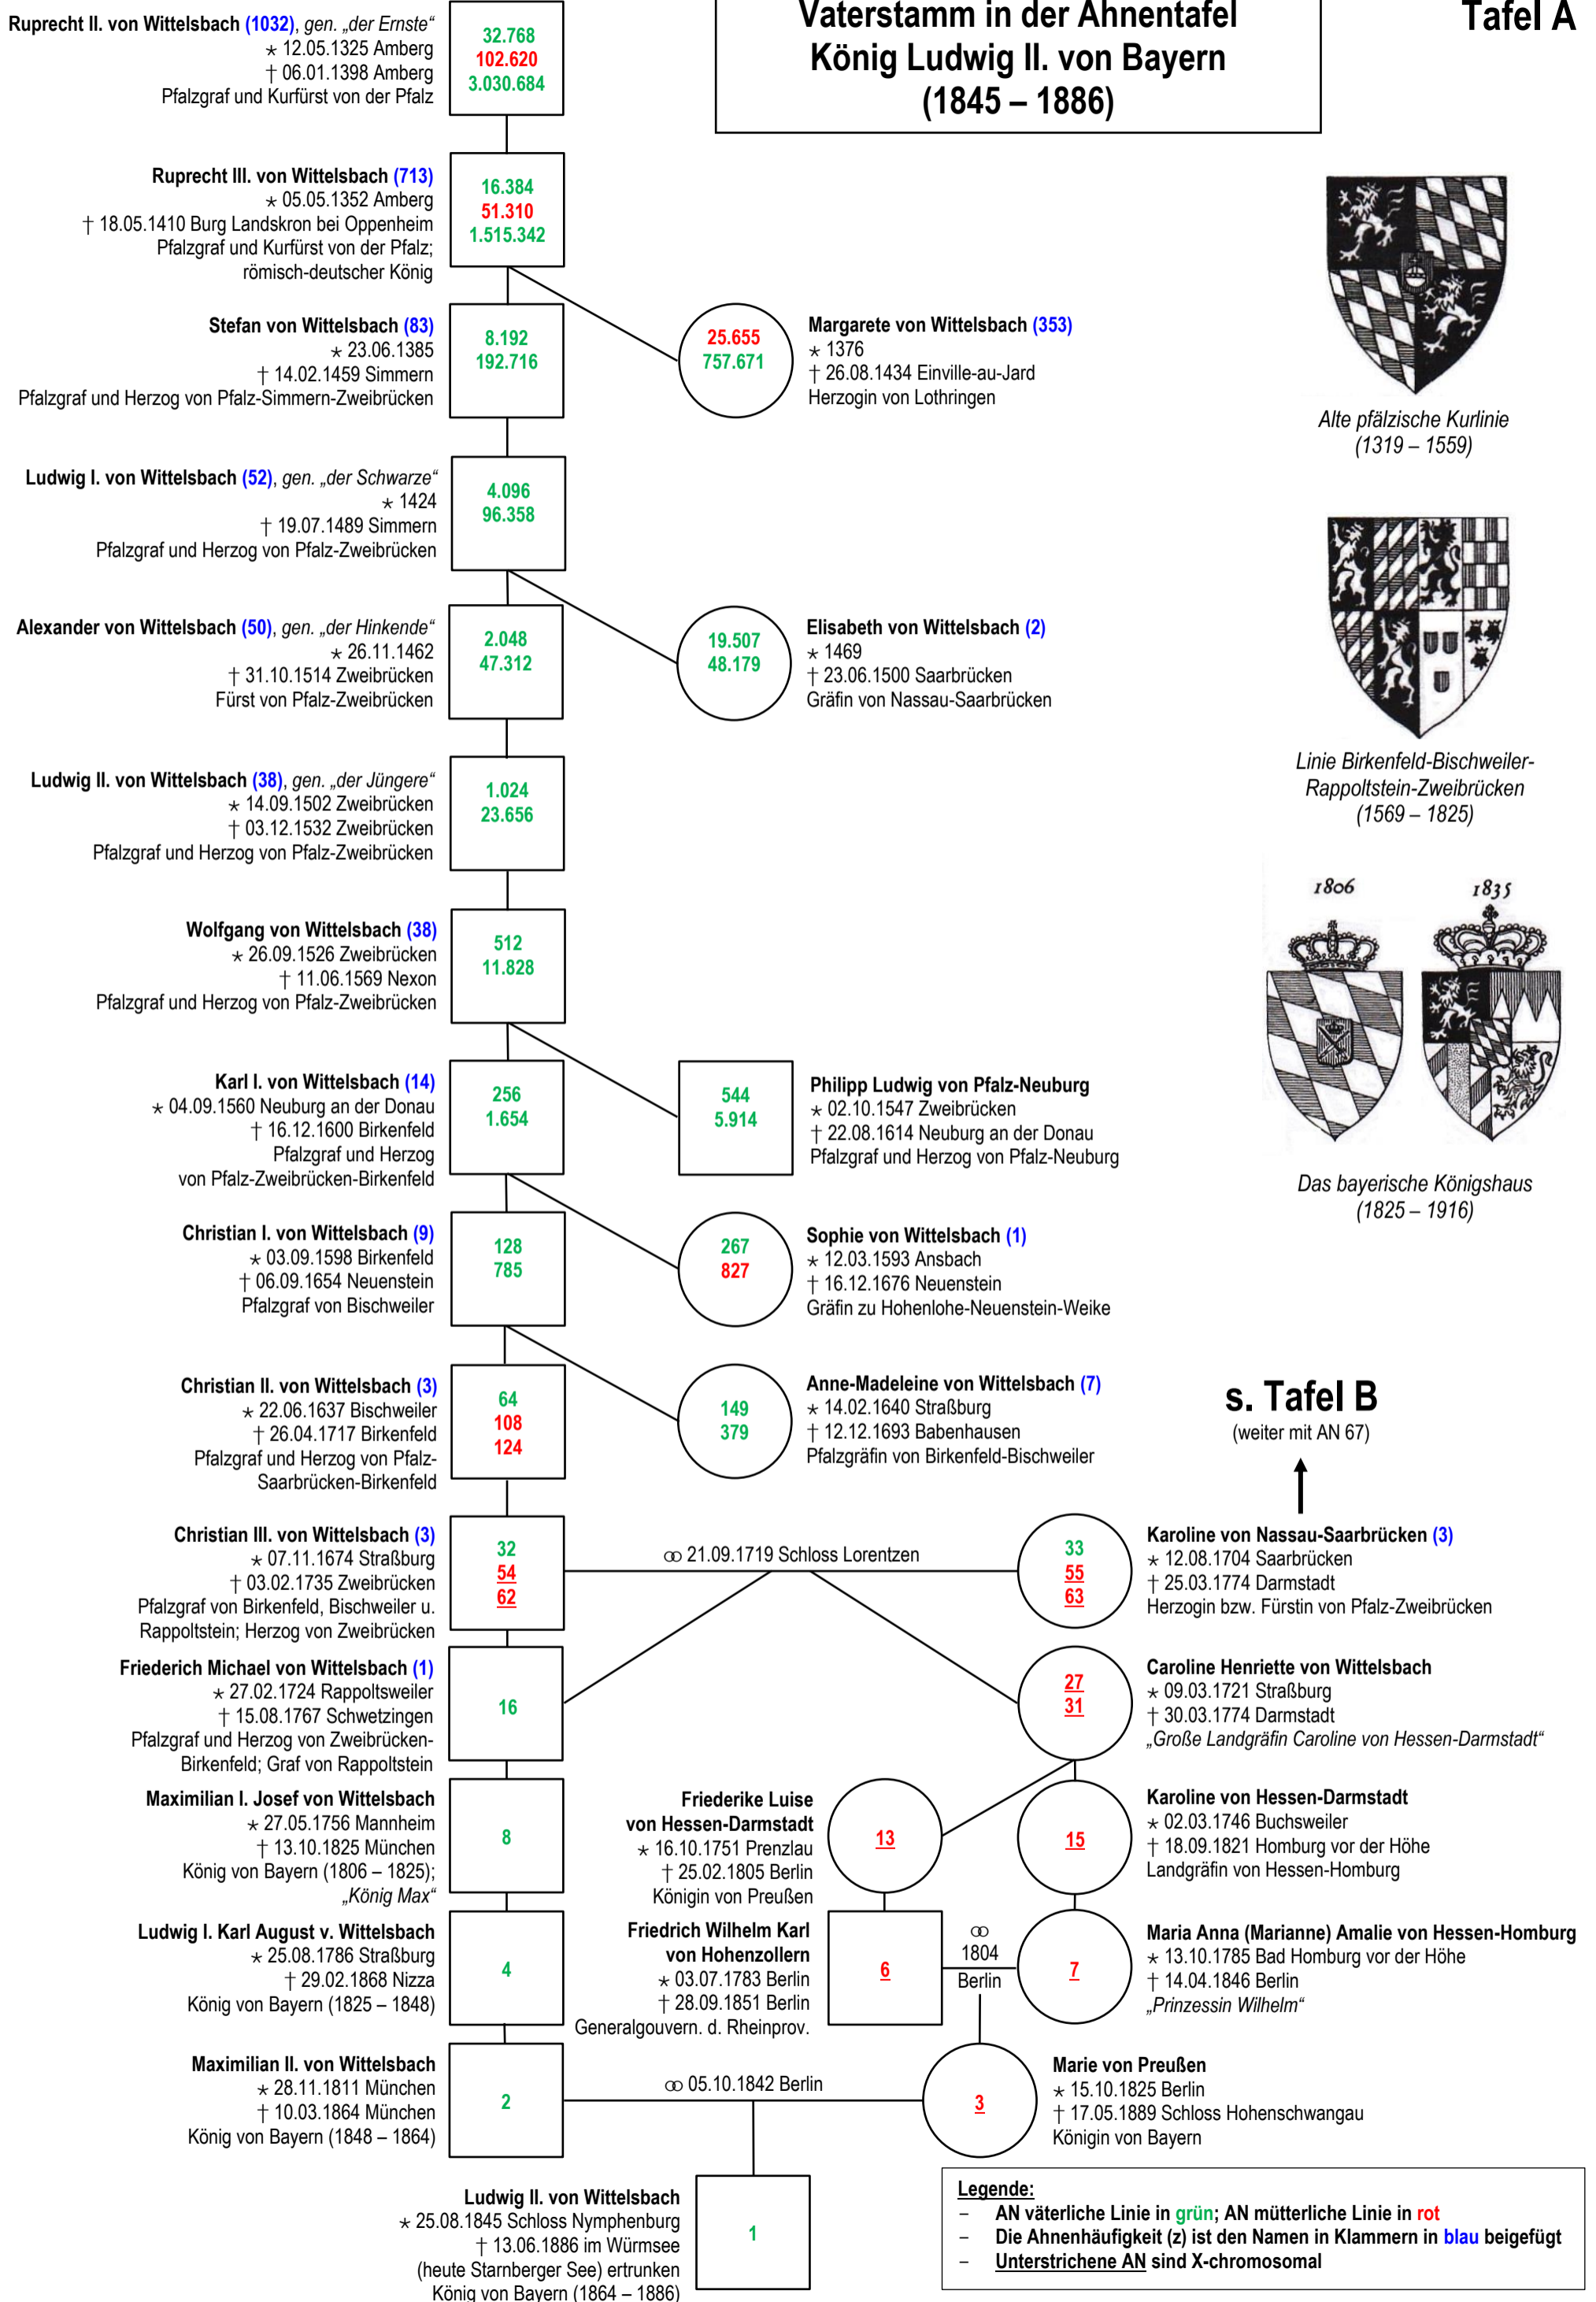 Vaterstamm in der Ahnentafel
König Ludwig II. von Bayern
(1845 – 1886)
Tafel A
Ruprecht II. von Wittelsbach (1032), gen. „der Ernste“
⋆ 12.05.1325 Amberg
† 06.01.1398 Amberg
Pfalzgraf und Kurfürst von der Pfalz
32.768
102.620
3.030.684
Ruprecht III. von Wittelsbach (713)
⋆ 05.05.1352 Amberg
† 18.05.1410 Burg Landskron bei Oppenheim
Pfalzgraf und Kurfürst von der Pfalz;
römisch-deutscher König
16.384
51.310
1.515.342
Stefan von Wittelsbach (83)
⋆ 23.06.1385
† 14.02.1459 Simmern
Pfalzgraf und Herzog von Pfalz-Simmern-Zweibrücken
8.192
192.716
25.655
757.671
Margarete von Wittelsbach (353)
⋆ 1376
† 26.08.1434 Einville-au-Jard
Herzogin von Lothringen
Alte pfälzische Kurlinie
(1319 – 1559)
Ludwig I. von Wittelsbach (52), gen. „der Schwarze“
⋆ 1424
† 19.07.1489 Simmern
Pfalzgraf und Herzog von Pfalz-Zweibrücken
4.096
96.358
Alexander von Wittelsbach (50), gen. „der Hinkende“
⋆ 26.11.1462
† 31.10.1514 Zweibrücken
Fürst von Pfalz-Zweibrücken
2.048
47.312
19.507
48.179
Elisabeth von Wittelsbach (2)
⋆ 1469
† 23.06.1500 Saarbrücken
Gräfin von Nassau-Saarbrücken
Linie Birkenfeld-Bischweiler-
Rappoltstein-Zweibrücken
(1569 – 1825)
Ludwig II. von Wittelsbach (38), gen. „der Jüngere“
⋆ 14.09.1502 Zweibrücken
† 03.12.1532 Zweibrücken
Pfalzgraf und Herzog von Pfalz-Zweibrücken
1.024
23.656
1806
1835
Wolfgang von Wittelsbach (38)
⋆ 26.09.1526 Zweibrücken
† 11.06.1569 Nexon
Pfalzgraf und Herzog von Pfalz-Zweibrücken
512
11.828
Karl I. von Wittelsbach (14)
⋆ 04.09.1560 Neuburg an der Donau
† 16.12.1600 Birkenfeld
Pfalzgraf und Herzog
von Pfalz-Zweibrücken-Birkenfeld
256
1.654
544
5.914
Philipp Ludwig von Pfalz-Neuburg
⋆ 02.10.1547 Zweibrücken
† 22.08.1614 Neuburg an der Donau
Pfalzgraf und Herzog von Pfalz-Neuburg
Das bayerische Königshaus
(1825 – 1916)
Christian I. von Wittelsbach (9)
⋆ 03.09.1598 Birkenfeld
† 06.09.1654 Neuenstein
Pfalzgraf von Bischweiler
128
785
267
827
Sophie von Wittelsbach (1)
⋆ 12.03.1593 Ansbach
† 16.12.1676 Neuenstein
Gräfin zu Hohenlohe-Neuenstein-Weike
Christian II. von Wittelsbach (3)
⋆ 22.06.1637 Bischweiler
† 26.04.1717 Birkenfeld
Pfalzgraf und Herzog von Pfalz-
Saarbrücken-Birkenfeld
64
108
124
149
379
Anne-Madeleine von Wittelsbach (7)
⋆ 14.02.1640 Straßburg
† 12.12.1693 Babenhausen
Pfalzgräfin von Birkenfeld-Bischweiler
s. Tafel B
(weiter mit AN 67)
Christian III. von Wittelsbach (3)
⋆ 07.11.1674 Straßburg
† 03.02.1735 Zweibrücken
Pfalzgraf von Birkenfeld, Bischweiler u.
Rappoltstein; Herzog von Zweibrücken
32
54
62
⚭ 21.09.1719 Schloss Lorentzen
33
55
63
Karoline von Nassau-Saarbrücken (3)
⋆ 12.08.1704 Saarbrücken
† 25.03.1774 Darmstadt
Herzogin bzw. Fürstin von Pfalz-Zweibrücken
Friederich Michael von Wittelsbach (1)
⋆ 27.02.1724 Rappoltsweiler
† 15.08.1767 Schwetzingen
Pfalzgraf und Herzog von Zweibrücken-
Birkenfeld; Graf von Rappoltstein
16
27
31
Caroline Henriette von Wittelsbach
⋆ 09.03.1721 Straßburg
† 30.03.1774 Darmstadt
„Große Landgräfin Caroline von Hessen-Darmstadt“
Maximilian I. Josef von Wittelsbach
⋆ 27.05.1756 Mannheim
† 13.10.1825 München
König von Bayern (1806 – 1825);
„König Max“
8
Friederike Luise
von Hessen-Darmstadt
⋆ 16.10.1751 Prenzlau
† 25.02.1805 Berlin
Königin von Preußen
13
15
Karoline von Hessen-Darmstadt
⋆ 02.03.1746 Buchsweiler
† 18.09.1821 Homburg vor der Höhe
Landgräfin von Hessen-Homburg
Ludwig I. Karl August v. Wittelsbach
⋆ 25.08.1786 Straßburg
† 29.02.1868 Nizza
König von Bayern (1825 – 1848)
4
Friedrich Wilhelm Karl
von Hohenzollern
⋆ 03.07.1783 Berlin
† 28.09.1851 Berlin
Generalgouvern. d. Rheinprov.
6
⚭
1804
Berlin
7
Maria Anna (Marianne) Amalie von Hessen-Homburg
⋆ 13.10.1785 Bad Homburg vor der Höhe
† 14.04.1846 Berlin
„Prinzessin Wilhelm“
Maximilian II. von Wittelsbach
⋆ 28.11.1811 München
† 10.03.1864 München
König von Bayern (1848 – 1864)
2
⚭ 05.10.1842 Berlin
3
Marie von Preußen
⋆ 15.10.1825 Berlin
† 17.05.1889 Schloss Hohenschwangau
Königin von Bayern
Ludwig II. von Wittelsbach
⋆ 25.08.1845 Schloss Nymphenburg
† 13.06.1886 im Würmsee
(heute Starnberger See) ertrunken
König von Bayern (1864 – 1886)
1
Legende:
– AN väterliche Linie in grün; AN mütterliche Linie in rot
– Die Ahnenhäufigkeit (z) ist den Namen in Klammern in blau beigefügt
– Unterstrichene AN sind X-chromosomal